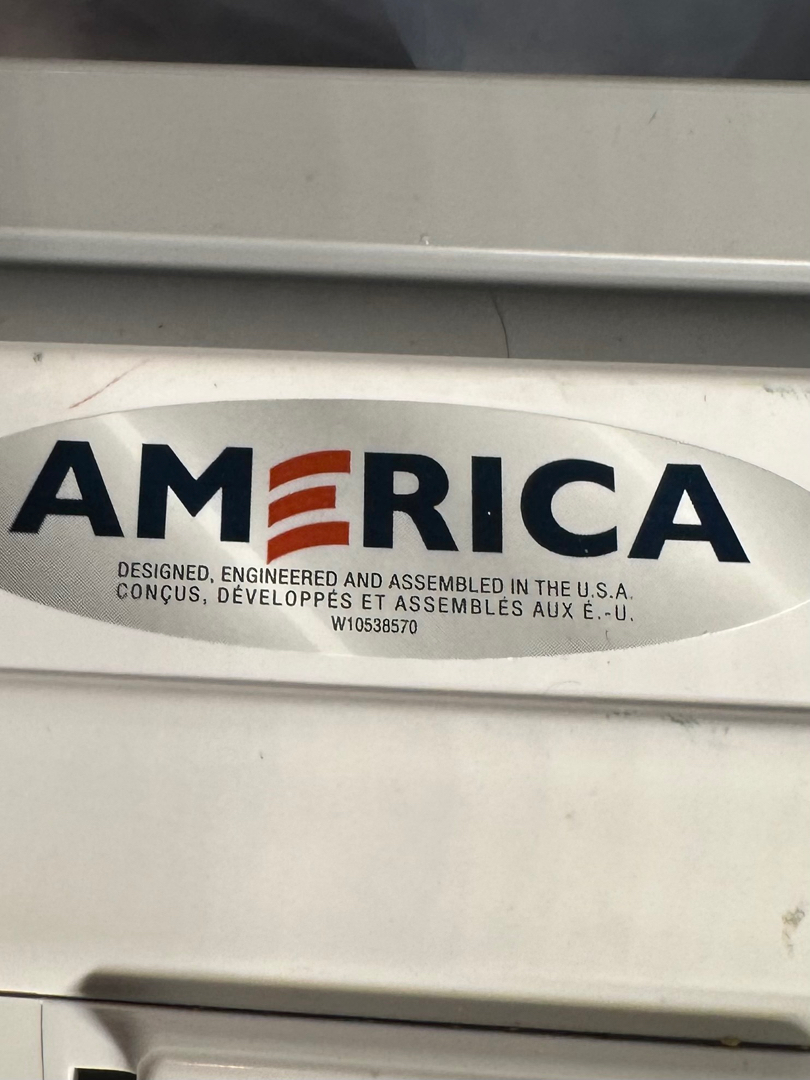 AMERICA
DESIGNED, ENGINEERED AND ASSEMBLED IN THE U.S.A.
CONÇUS, DÉVELOPPÉS ET ASSEMBLÉS AUX É.-U.
W10538570